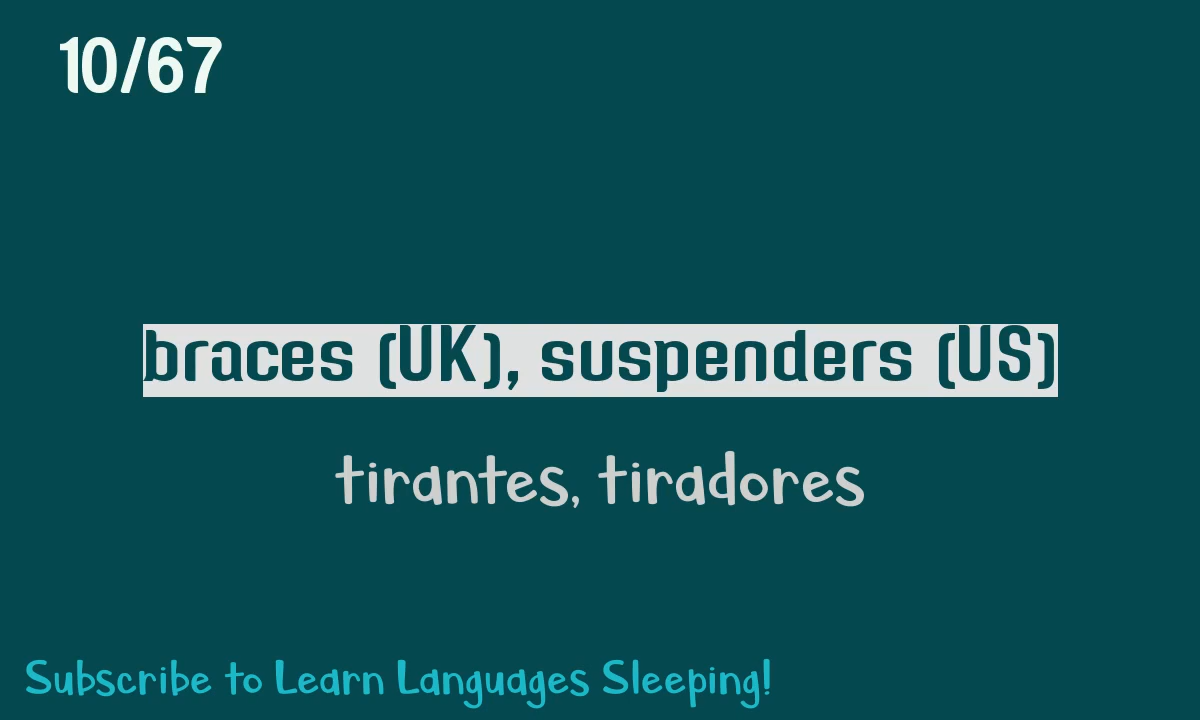 10/67
braces (UK), suspenders (US)
tirantes, tiradores
Subscribe to Learn Languages Sleeping!